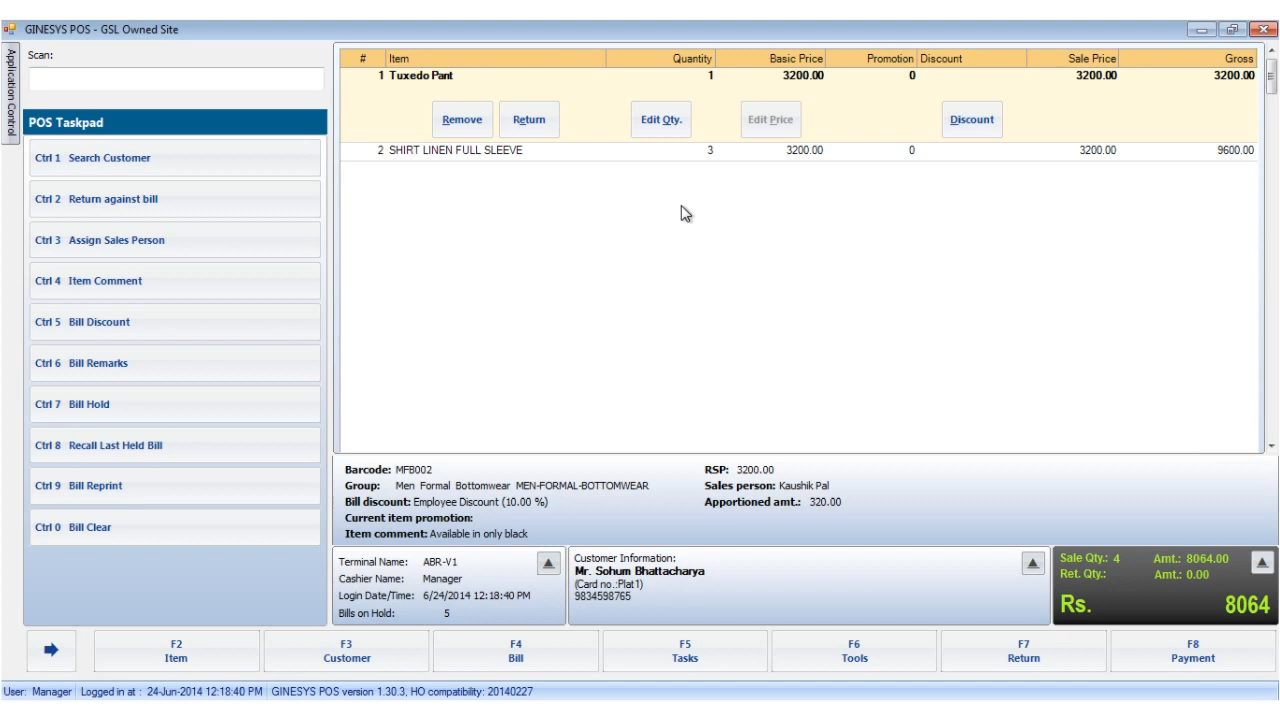 GINESYS POS - GSL Owned Site
Application Control
Scan:
POS Taskpad
Ctrl 1 Search Customer
Ctrl 2 Return against bill
Ctrl 3 Assign Sales Person
Ctrl 4 Item Comment
Ctrl 5 Bill Discount
Ctrl 6 Bill Remarks
Ctrl 7 Bill Hold
Ctrl 8 Recall Last Held Bill
Ctrl 9 Bill Reprint
Ctrl 0 Bill Clear
# Item Quantity Basic Price Promotion Discount Sale Price Gross
1 Tuxedo Pant 1 3200.00 0 3200.00 3200.00
Remove Return Edit Qty. Edit Price Discount
2 SHIRT LINEN FULL SLEEVE 3 3200.00 0 3200.00 9600.00
Barcode: MFB002 RSP: 3200.00
Group: Men Formal Bottomwear MEN-FORMAL-BOTTOMWEAR Sales person: Kaushik Pal
Bill discount: Employee Discount (10.00 %) Apportioned amt.: 320.00
Current item promotion:
Item comment: Available in only black
Terminal Name: ABR-V1
Cashier Name: Manager
Login Date/Time: 6/24/2014 12:18:40 PM
Bills on Hold: 5
Customer Information:
Mr. Sohum Bhattacharya
(Card no.:Plat1)
9834598765
Sale Qty.: 4 Amt.: 8064.00
Ret. Qty.: Amt.: 0.00
Rs. 8064
F2 F3 F4 F5 F6 F7 F8
Item Customer Bill Tasks Tools Return Payment
User: Manager Logged in at : 24-Jun-2014 12:18:40 PM GINESYS POS version 1.30.3, HO compatibility: 20140227